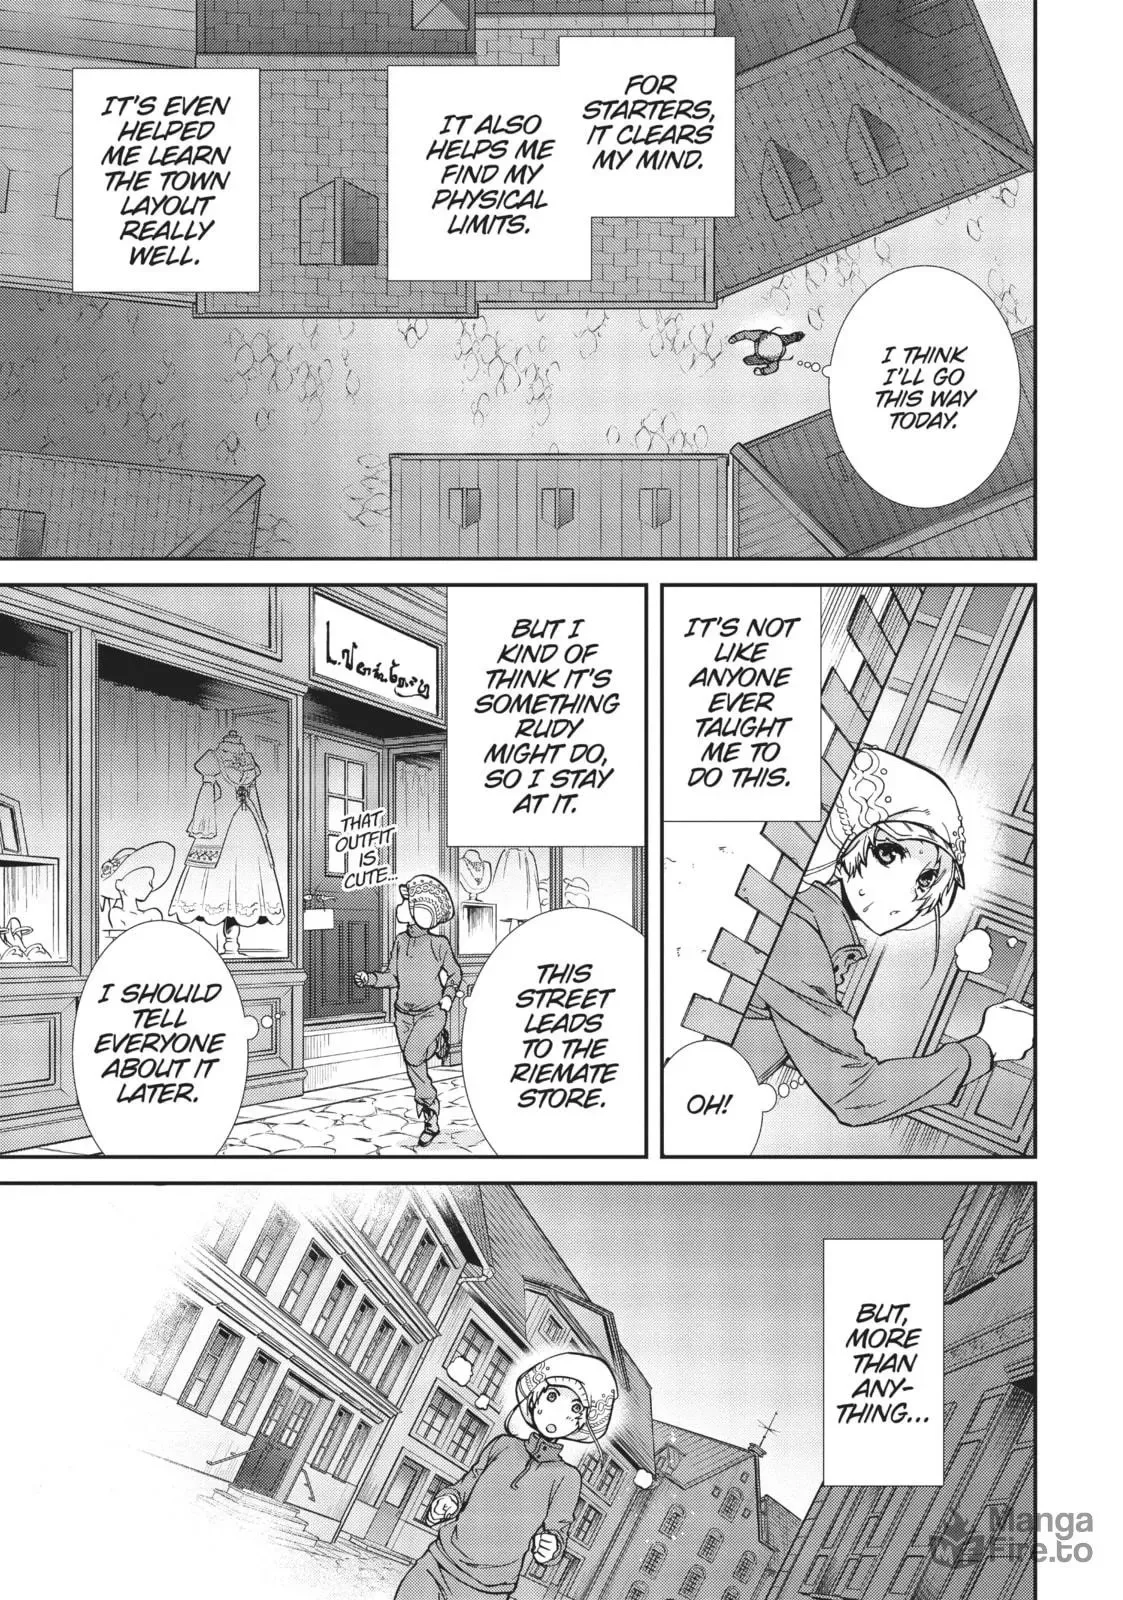 FOR
STARTERS,
IT CLEARS
MY MIND.
IT ALSO
HELPS ME
FIND MY
PHYSICAL
LIMITS.
IT'S EVEN
HELPED
ME LEARN
THE TOWN
LAYOUT
REALLY
WELL.
I THINK
I'LL GO
THIS WAY
TODAY.
IT'S NOT
LIKE
ANYONE
EVER
TAUGHT
ME TO
DO THIS.
OH!
BUT I
KIND OF
THINK IT'S
SOMETHING
RUDY
MIGHT DO,
SO I STAY
AT IT.
THIS
STREET
LEADS
TO THE
RIEMATE
STORE.
THAT
OUTFIT
IS
CUTE...
I SHOULD
TELL
EVERYONE
ABOUT IT
LATER.
BUT,
MORE
THAN
ANY-
THING...
Manga
Fire.to